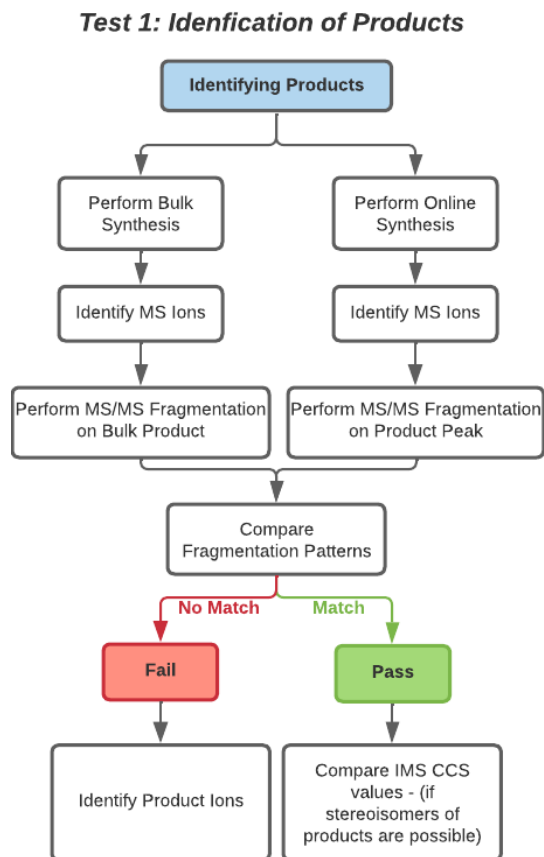 Test 1: Idenfication of Products
Identifying Products
Perform Bulk
Synthesis
Perform Online
Synthesis
Identify MS Ions
Identify MS Ions
Perform MS/MS Fragmentation
on Bulk Product
Perform MS/MS Fragmentation
on Product Peak
Compare
Fragmentation Patterns
No Match
Match
Fail
Pass
Identify Product Ions
Compare IMS CCS
values - (if
stereoisomers of
products are possible)